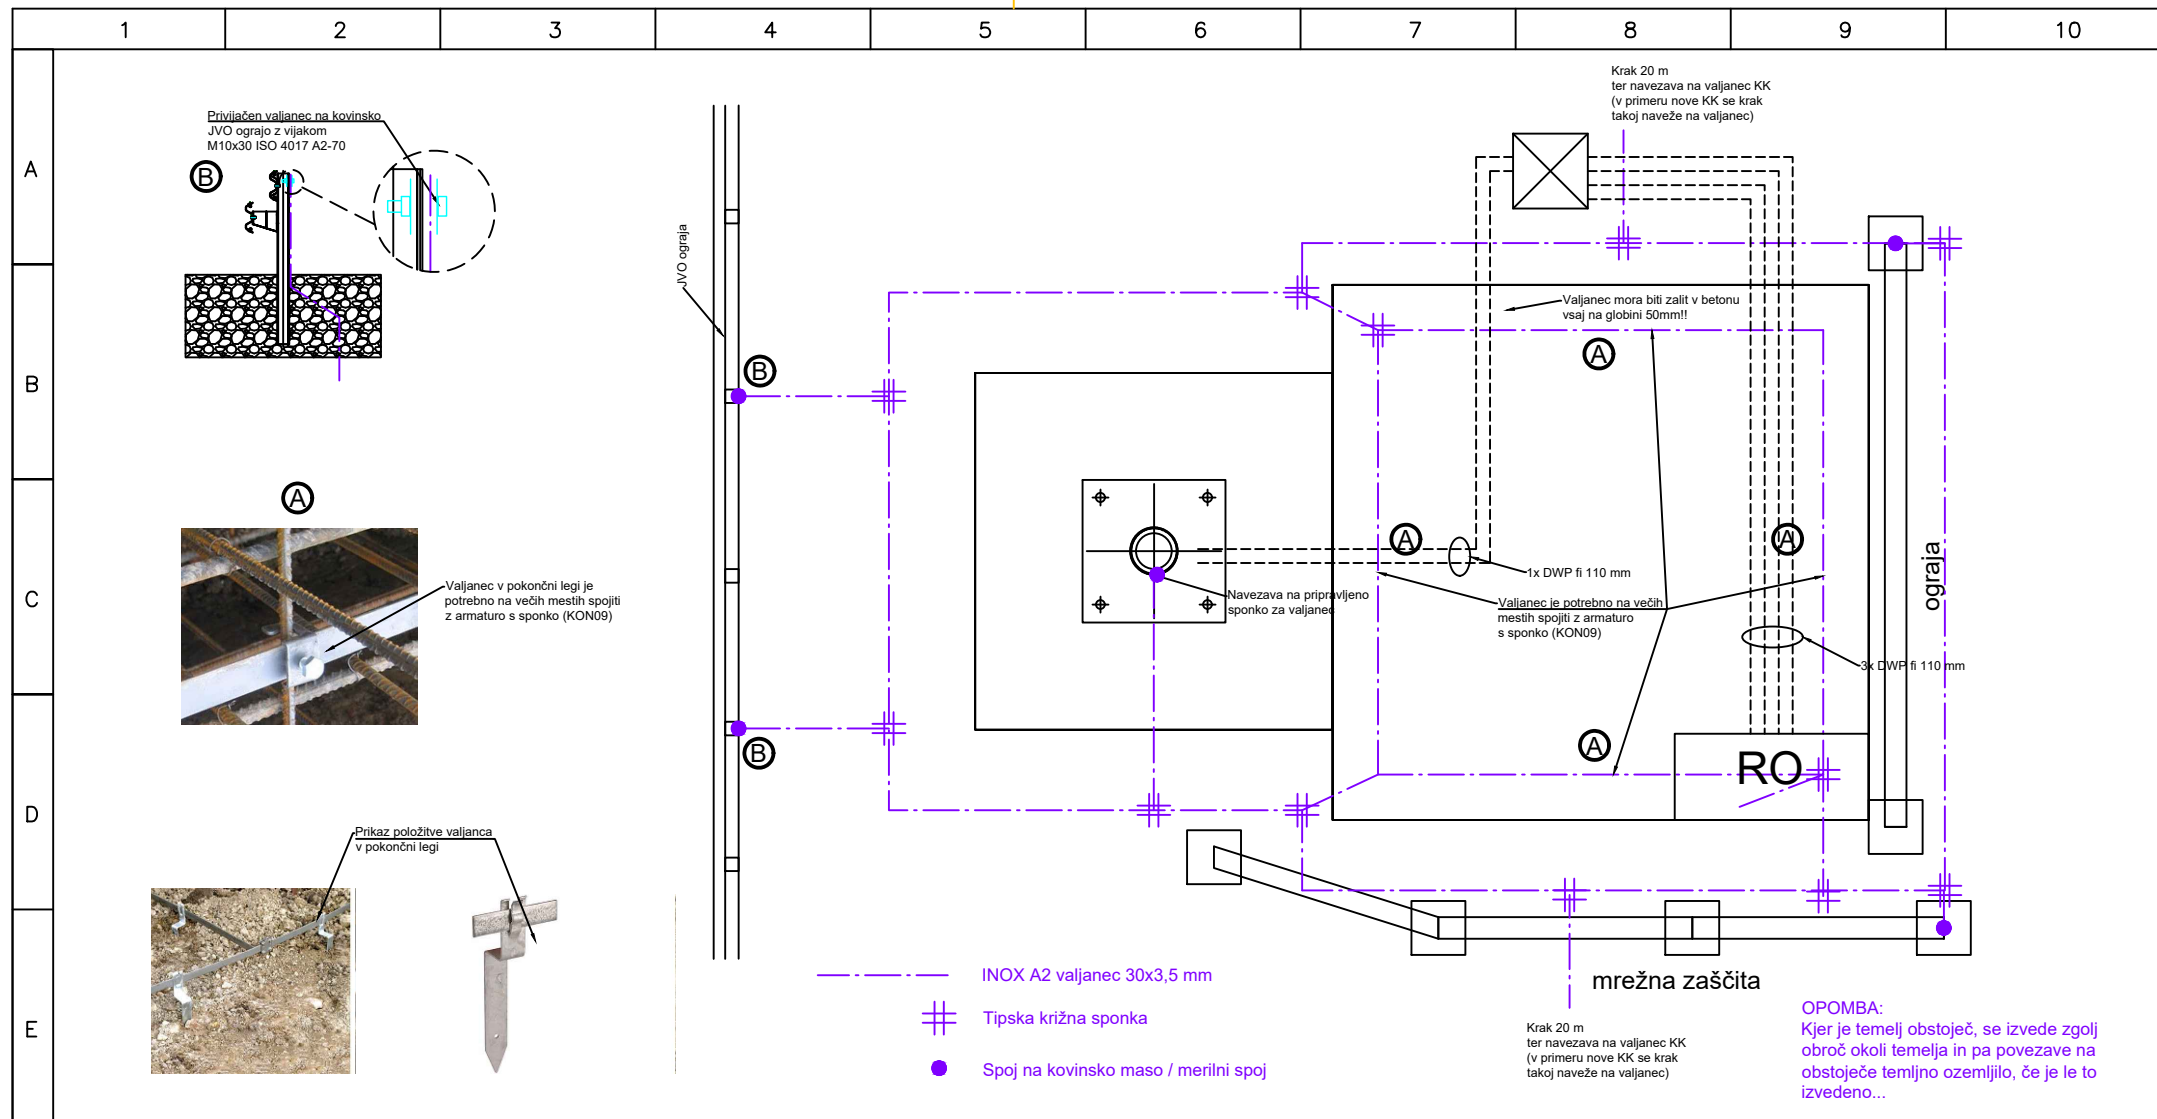 1 2 3 4 5 6 7 8 9 10
A
B
C
D
E
Privijačen valjanec na kovinsko
JVO ograjo z vijakom
M10x30 ISO 4017 A2-70
B
A
Valjanec v pokončni legi je
potrebno na večih mestih spojiti
z armaturo s sponko (KON09)
Prikaz položitve valjanca
v pokončni legi
JVO ograja
B
B
Krak 20 m
ter navezava na valjanec KK
(v primeru nove KK se krak
takoj naveže na valjanec)
Valjanec mora biti zalit v betonu
vsaj na globini 50mm!!
A
A
A
A
1x DWP fi 110 mm
Navezava na pripravljeno
sponko za valjanec
Valjanec je potrebno na večih
mestih spojiti z armaturo
s sponko (KON09)
3x DWP fi 110 mm
ograja
RO
mrežna zaščita
INOX A2 valjanec 30x3,5 mm
Tipska križna sponka
Spoj na kovinsko maso / merilni spoj
Krak 20 m
ter navezava na valjanec KK
(v primeru nove KK se krak
takoj naveže na valjanec)
OPOMBA:
Kjer je temelj obstoječ, se izvede zgolj
obroč okoli temelja in pa povezave na
obstoječe temljno ozemljilo, če je le to
izvedeno...